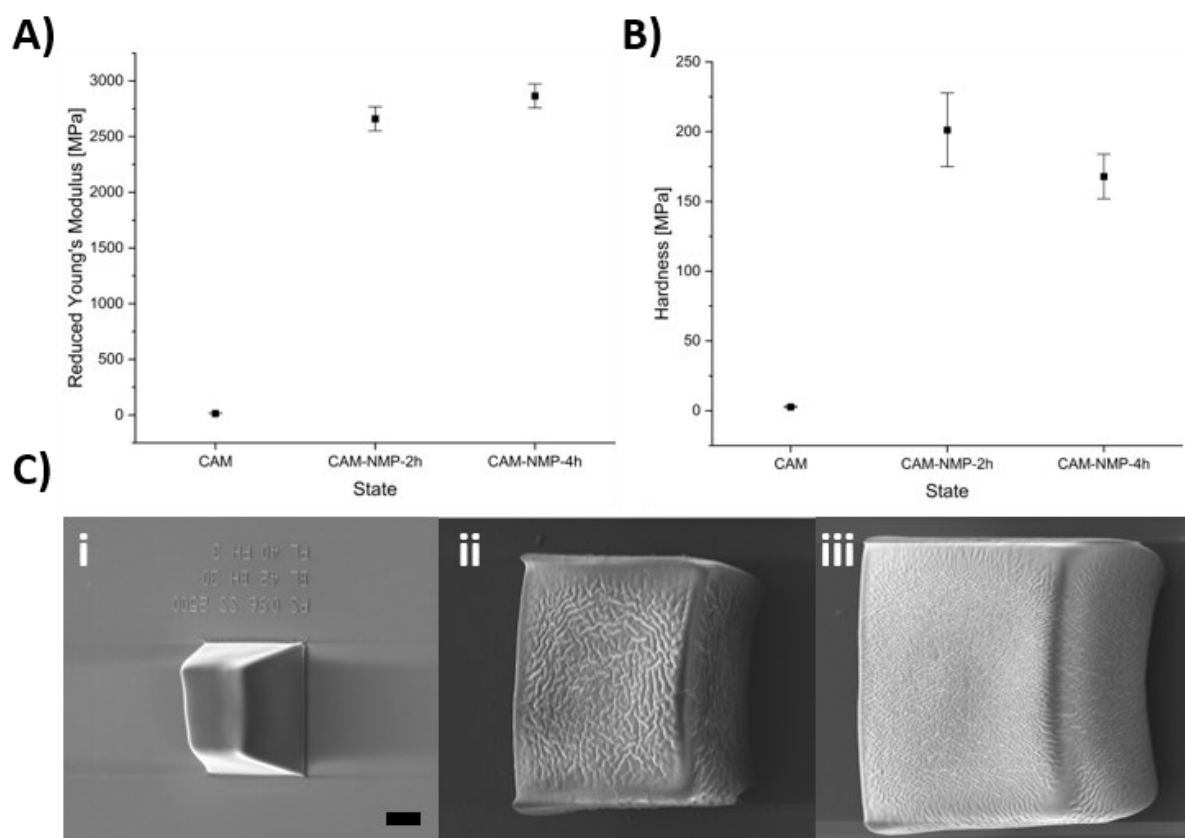 A)
Reduced Young's Modulus [MPa]
3000
2500
2000
1500
1000
500
0
CAM
CAM-NMP-2h
CAM-NMP-4h
State
B)
Hardness [MPa]
250
200
150
100
50
0
CAM
CAM-NMP-2h
CAM-NMP-4h
State
C)
i
ii
iii